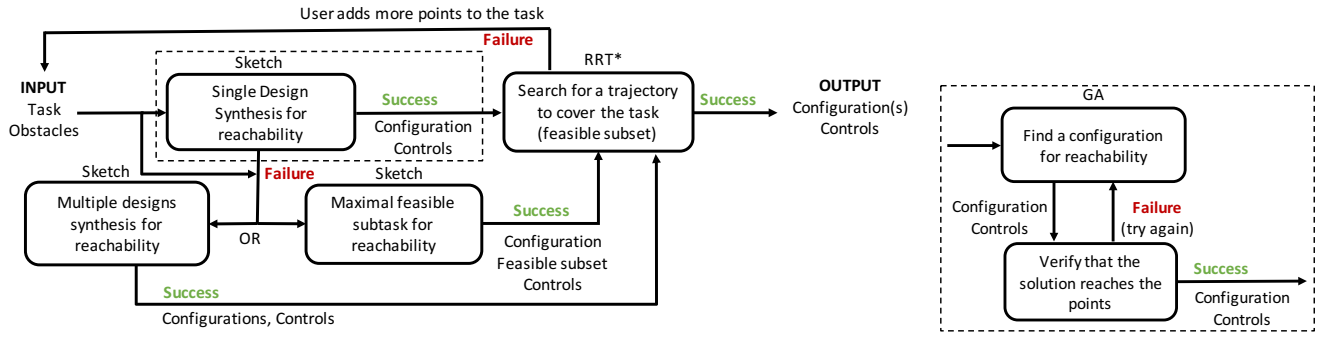 User adds more points to the task
Failure
RRT*
Sketch
INPUT
Task
Obstacles
Single Design
Synthesis for
reachability
Success
Configuration
Controls
Search for a trajectory
to cover the task
(feasible subset)
Success
OUTPUT
Configuration(s)
Controls
Failure
Sketch
Multiple designs
synthesis for
reachability
OR
Sketch
Maximal feasible
subtask for
reachability
Success
Configuration
Feasible subset
Controls
Success
Configurations, Controls
GA
Find a configuration
for reachability
Configuration
Controls
Failure
(try again)
Verify that the
solution reaches the
points
Success
Configuration
Controls